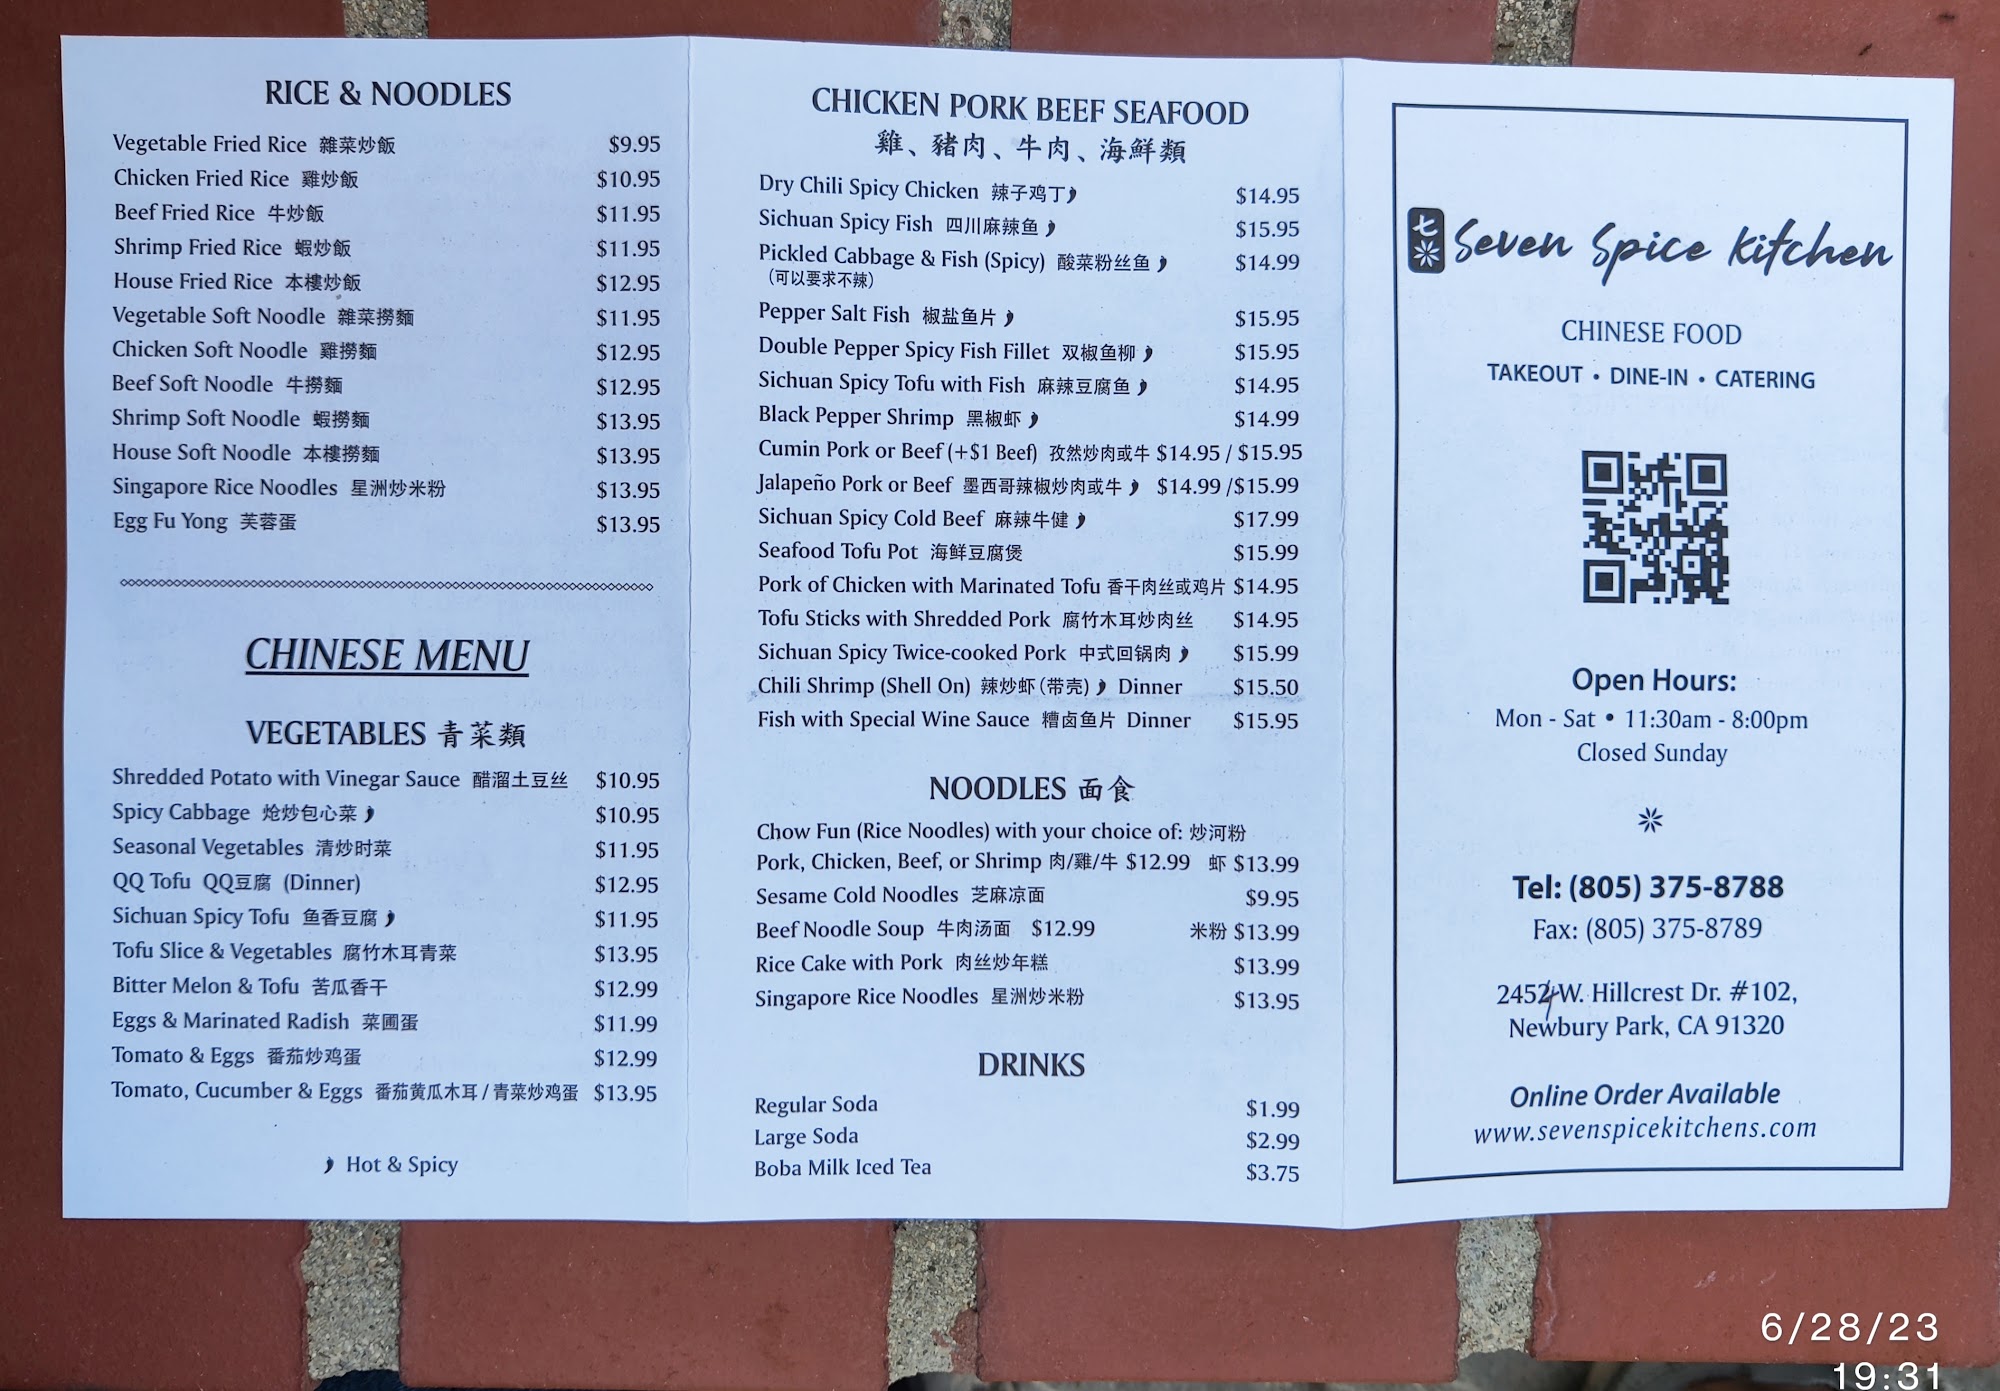 RICE & NOODLES
Vegetable Fried Rice 雜菜炒飯 $9.95
Chicken Fried Rice 雞炒飯 $10.95
Beef Fried Rice 牛炒飯 $11.95
Shrimp Fried Rice 蝦炒飯 $11.95
House Fried Rice 本樓炒飯 $12.95
Vegetable Soft Noodle 雜菜撈麵 $11.95
Chicken Soft Noodle 雞撈麵 $12.95
Beef Soft Noodle 牛撈麵 $12.95
Shrimp Soft Noodle 蝦撈麵 $13.95
House Soft Noodle 本樓撈麵 $13.95
Singapore Rice Noodles 星洲炒米粉 $13.95
Egg Fu Yong 芙蓉蛋 $13.95
CHINESE MENU
VEGETABLES 青菜類
Shredded Potato with Vinegar Sauce 醋溜土豆丝 $10.95
Spicy Cabbage 炝炒包心菜 $10.95
Seasonal Vegetables 清炒时菜 $11.95
QQ Tofu QQ豆腐 (Dinner) $12.95
Sichuan Spicy Tofu 鱼香豆腐 $11.95
Tofu Slice & Vegetables 腐竹木耳青菜 $13.95
Bitter Melon & Tofu 苦瓜香干 $12.99
Eggs & Marinated Radish 菜圃蛋 $11.99
Tomato & Eggs 番茄炒鸡蛋 $12.99
Tomato, Cucumber & Eggs 番茄黄瓜木耳/青菜炒鸡蛋 $13.95
Hot & Spicy
CHICKEN PORK BEEF SEAFOOD
雞、豬肉、牛肉、海鮮類
Dry Chili Spicy Chicken 辣子鸡丁 $14.95
Sichuan Spicy Fish 四川麻辣鱼 $15.95
Pickled Cabbage & Fish (Spicy) 酸菜粉丝鱼 $14.99
(可以要求不辣)
Pepper Salt Fish 椒盐鱼片 $15.95
Double Pepper Spicy Fish Fillet 双椒鱼柳 $15.95
Sichuan Spicy Tofu with Fish 麻辣豆腐鱼 $14.95
Black Pepper Shrimp 黑椒虾 $14.99
Cumin Pork or Beef (+$1 Beef) 孜然炒肉或牛 $14.95 / $15.95
Jalapeño Pork or Beef 墨西哥辣椒炒肉或牛 $14.99 /$15.99
Sichuan Spicy Cold Beef 麻辣牛健 $17.99
Seafood Tofu Pot 海鲜豆腐煲 $15.99
Pork of Chicken with Marinated Tofu 香干肉丝或鸡片 $14.95
Tofu Sticks with Shredded Pork 腐竹木耳炒肉丝 $14.95
Sichuan Spicy Twice-cooked Pork 中式回锅肉 $15.99
Chili Shrimp (Shell On) 辣炒虾(带壳) Dinner $15.50
Fish with Special Wine Sauce 糟卤鱼片 Dinner $15.95
NOODLES 面食
Chow Fun (Rice Noodles) with your choice of: 炒河粉
Pork, Chicken, Beef, or Shrimp 肉/雞/牛 $12.99 虾 $13.99
Sesame Cold Noodles 芝麻凉面 $9.95
Beef Noodle Soup 牛肉汤面 $12.99 米粉 $13.99
Rice Cake with Pork 肉丝炒年糕 $13.99
Singapore Rice Noodles 星洲炒米粉 $13.95
DRINKS
Regular Soda $1.99
Large Soda $2.99
Boba Milk Iced Tea $3.75
七 Seven Spice Kitchen
CHINESE FOOD
TAKEOUT • DINE-IN • CATERING
Open Hours:
Mon - Sat • 11:30am - 8:00pm
Closed Sunday
Tel: (805) 375-8788
Fax: (805) 375-8789
2454 W. Hillcrest Dr. #102,
Newbury Park, CA 91320
Online Order Available
www.sevenspicekitchens.com
6/28/23
19:31